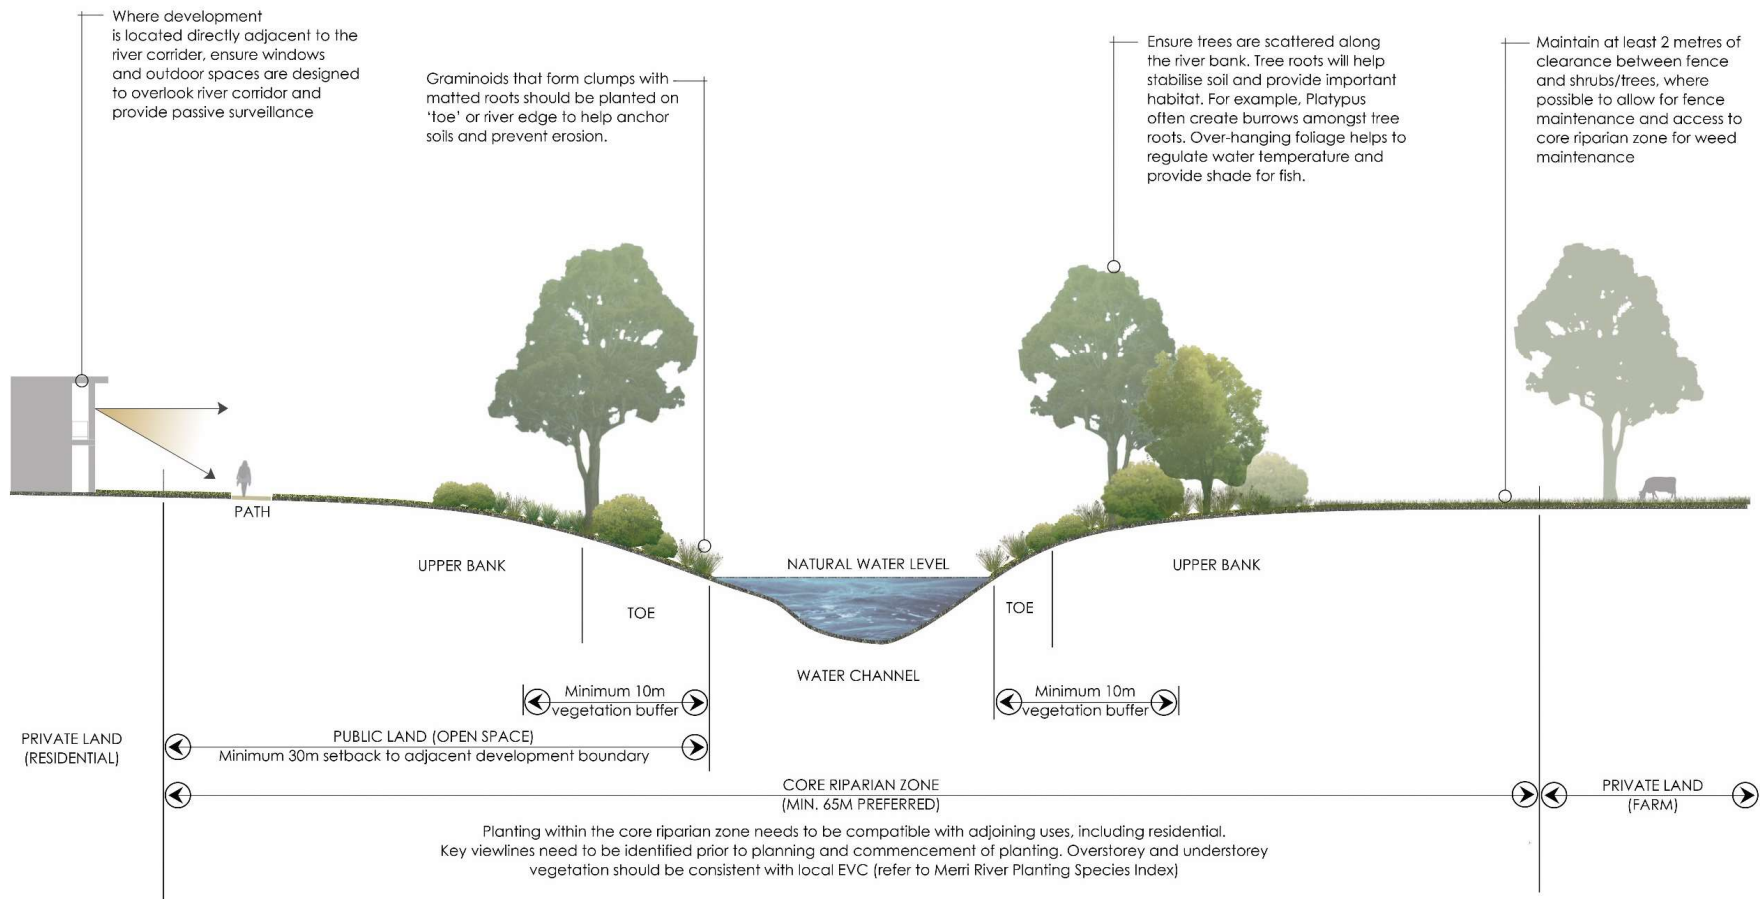 Where development
is located directly adjacent to the
river corrider, ensure windows
and outdoor spaces are designed
to overlook river corridor and
provide passive surveillance
Graminoids that form clumps with
matted roots should be planted on
‘toe’ or river edge to help anchor
soils and prevent erosion.
Ensure trees are scattered along
the river bank. Tree roots will help
stabilise soil and provide important
habitat. For example, Platypus
often create burrows amongst tree
roots. Over-hanging foliage helps to
regulate water temperature and
provide shade for fish.
Maintain at least 2 metres of
clearance between fence
and shrubs/trees, where
possible to allow for fence
maintenance and access to
core riparian zone for weed
maintenance
PATH
UPPER BANK
NATURAL WATER LEVEL
UPPER BANK
TOE
TOE
WATER CHANNEL
Minimum 10m
vegetation buffer
Minimum 10m
vegetation buffer
PRIVATE LAND
(RESIDENTIAL)
PUBLIC LAND (OPEN SPACE)
Minimum 30m setback to adjacent development boundary
CORE RIPARIAN ZONE
(MIN. 65M PREFERRED)
PRIVATE LAND
(FARM)
Planting within the core riparian zone needs to be compatible with adjoining uses, including residential.
Key viewlines need to be identified prior to planning and commencement of planting. Overstorey and understorey
vegetation should be consistent with local EVC (refer to Merri River Planting Species Index)